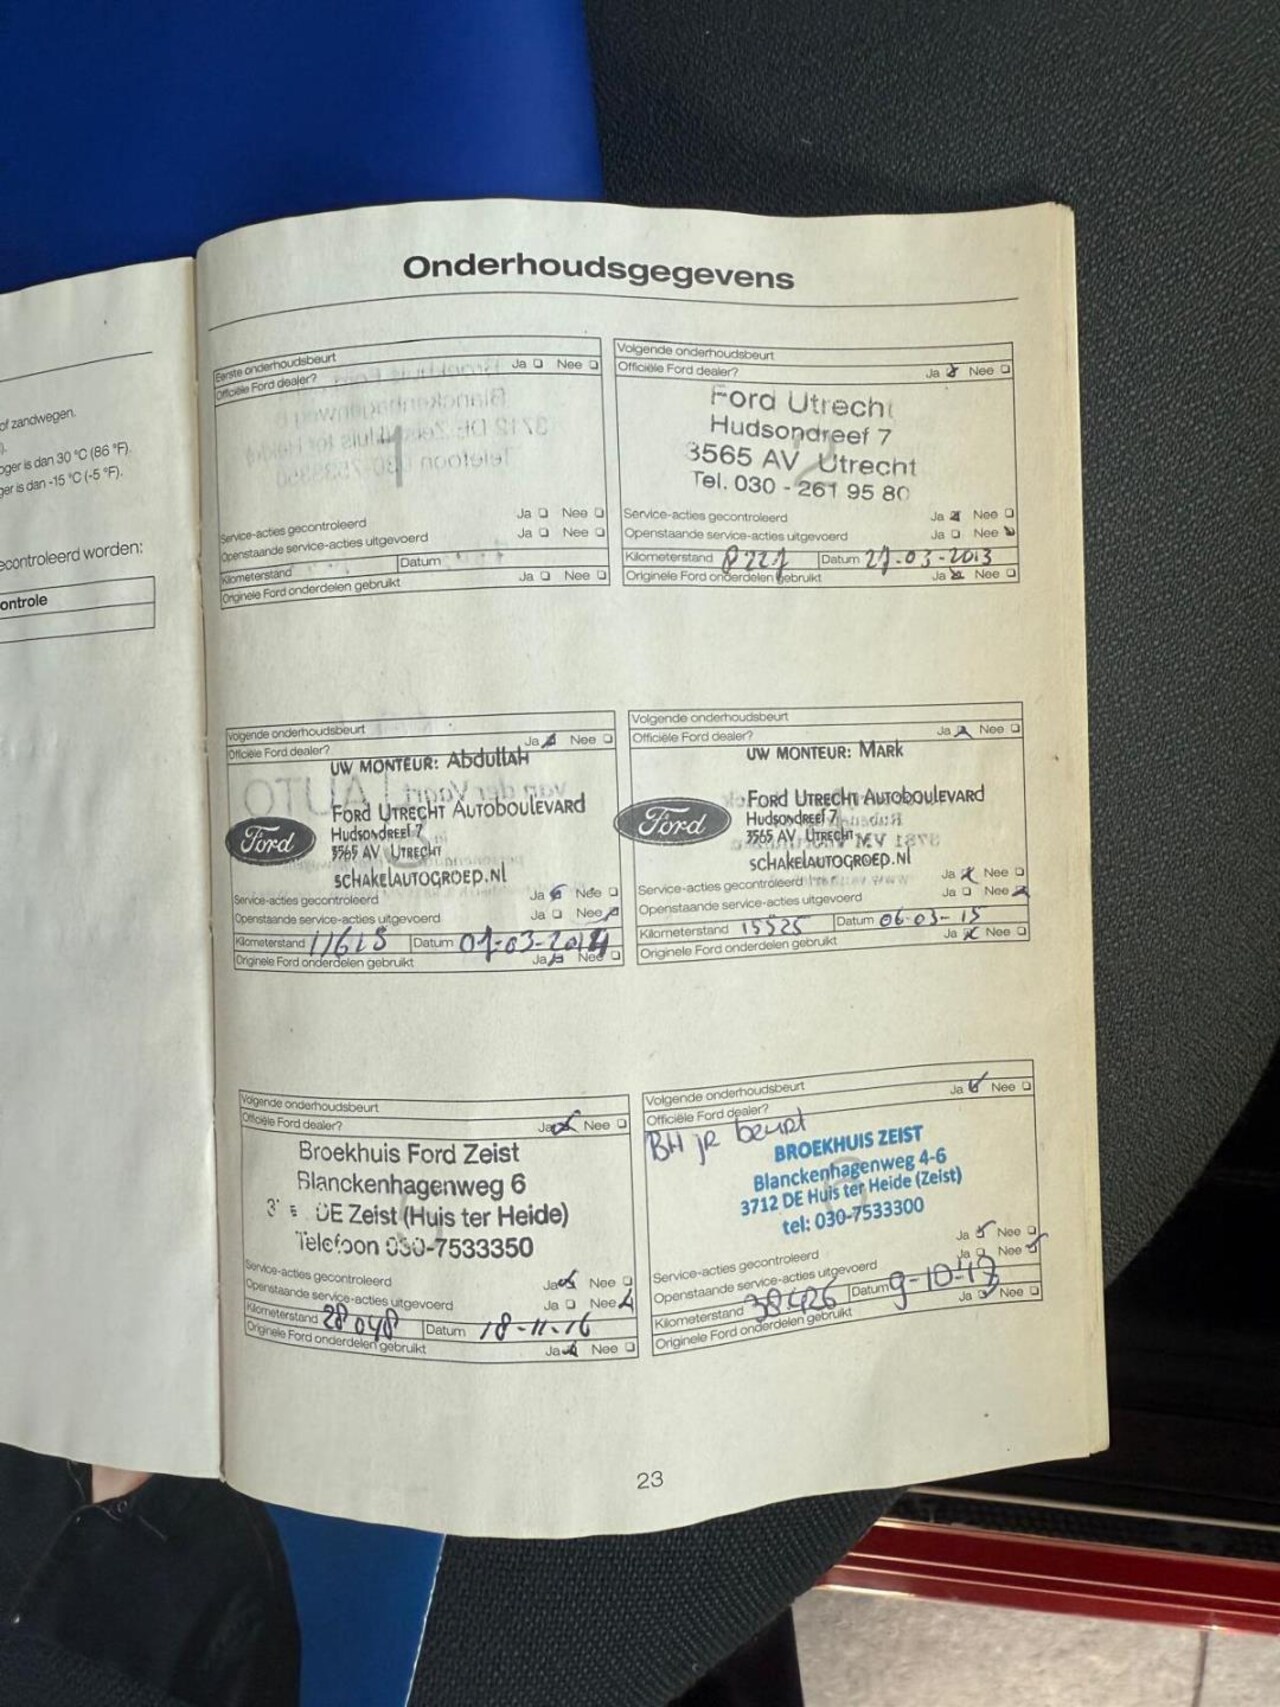 of zandwegen.
oger is dan 30 °C (86 °F)
ger is dan -15 °C (-5 °F).
econtroleerd worden:
ontrole
Onderhoudsgegevens
Eerste onderhoudsbeurt
Officiële Ford dealer? Ja Nee
1
Service-acties gecontroleerd Ja Nee
Openstaande service-acties uitgevoerd Ja Nee
Kilometerstand Datum
Originele Ford onderdelen gebruikt Ja Nee
Volgende onderhoudsbeurt
Officiële Ford dealer? Ja Nee
Ford Utrecht
Hudsondreef 7
3565 AV Utrecht
Tel. 030 - 261 95 80
Service-acties gecontroleerd Ja Nee
Openstaande service-acties uitgevoerd Ja Nee
Kilometerstand 8221 Datum 27-03-2013
Originele Ford onderdelen gebruikt Ja Nee
Volgende onderhoudsbeurt
Officiële Ford dealer? Ja Nee
UW MONTEUR: Abdullah
Ford Utrecht Autoboulevard
Ford
Hudsondreef 7
3565 AV Utrecht
schakelautogroep.nl
Service-acties gecontroleerd Ja Nee
Openstaande service-acties uitgevoerd Ja Nee
Kilometerstand 11615 Datum 07-03-2014
Originele Ford onderdelen gebruikt Ja Nee
Volgende onderhoudsbeurt
Officiële Ford dealer? Ja Nee
UW MONTEUR: Mark
Ford Utrecht Autoboulevard
Ford
Hudsondreef 7
3565 AV Utrecht
schakelautogroep.nl
Service-acties gecontroleerd Ja Nee
Openstaande service-acties uitgevoerd Ja Nee
Kilometerstand 15525 Datum 06-03-15
Originele Ford onderdelen gebruikt Ja Nee
Volgende onderhoudsbeurt
Officiële Ford dealer? Ja Nee
Broekhuis Ford Zeist
Blanckenhagenweg 6
DE Zeist (Huis ter Heide)
Telefoon 030-7533350
Service-acties gecontroleerd Ja Nee
Openstaande service-acties uitgevoerd Ja Nee
Kilometerstand 28048 Datum 18-11-16
Originele Ford onderdelen gebruikt Ja Nee
Volgende onderhoudsbeurt
Officiële Ford dealer? Ja Nee
BH jR beurt
BROEKHUIS ZEIST
Blanckenhagenweg 4-6
3712 DE Huis ter Heide (Zeist)
tel: 030-7533300
Service-acties gecontroleerd Ja Nee
Openstaande service-acties uitgevoerd Ja Nee
Kilometerstand 38426 Datum 9-10-17
Originele Ford onderdelen gebruikt Ja Nee
23